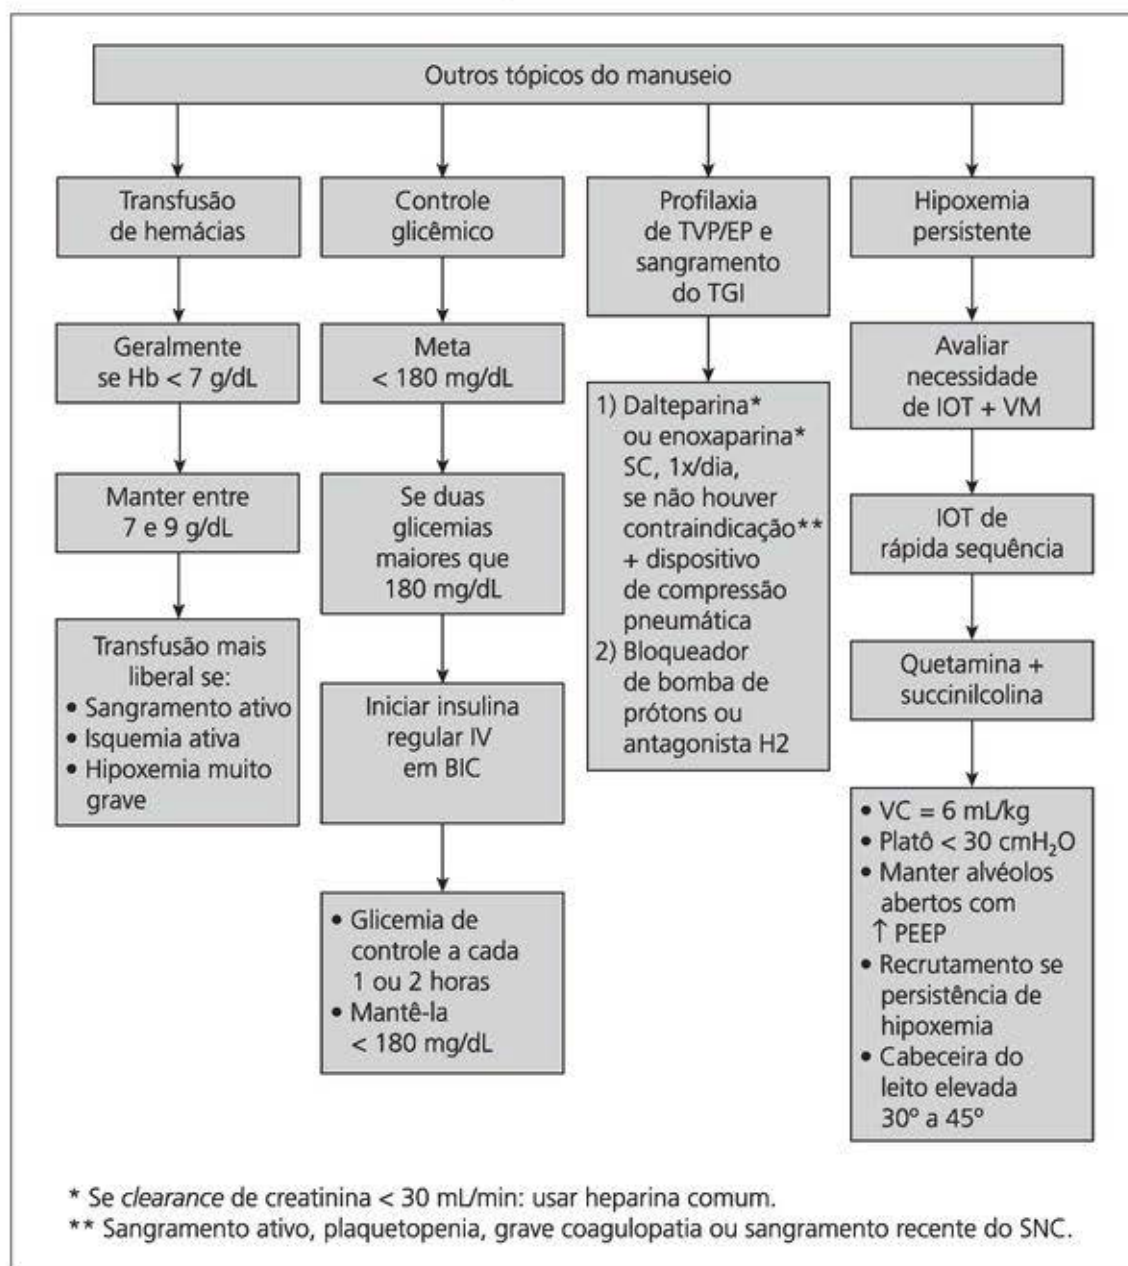 Outros tópicos do manuseio
Transfusão
de hemácias
Geralmente
se Hb < 7 g/dL
Manter entre
7 e 9 g/dL
Transfusão mais
liberal se:
• Sangramento ativo
• Isquemia ativa
• Hipoxemia muito
grave
Controle
glicêmico
Meta
< 180 mg/dL
Se duas
glicemias
maiores que
180 mg/dL
Iniciar insulina
regular IV
em BIC
• Glicemia de
controle a cada
1 ou 2 horas
• Mantê-la
< 180 mg/dL
Profilaxia
de TVP/EP e
sangramento
do TGI
1) Dalteparina*
ou enoxaparina*
SC, 1x/dia,
se não houver
contraindicação**
+ dispositivo
de compressão
pneumática
2) Bloqueador
de bomba de
prótons ou
antagonista H2
Hipoxemia
persistente
Avaliar
necessidade
de IOT + VM
IOT de
rápida sequência
Quetamina +
succinilcolina
• VC = 6 mL/kg
• Platô < 30 cmH₂O
• Manter alvéolos
abertos com
↑ PEEP
• Recrutamento se
persistência de
hipoxemia
• Cabeceira do
leito elevada
30º a 45º
* Se clearance de creatinina < 30 mL/min: usar heparina comum.
** Sangramento ativo, plaquetopenia, grave coagulopatia ou sangramento recente do SNC.